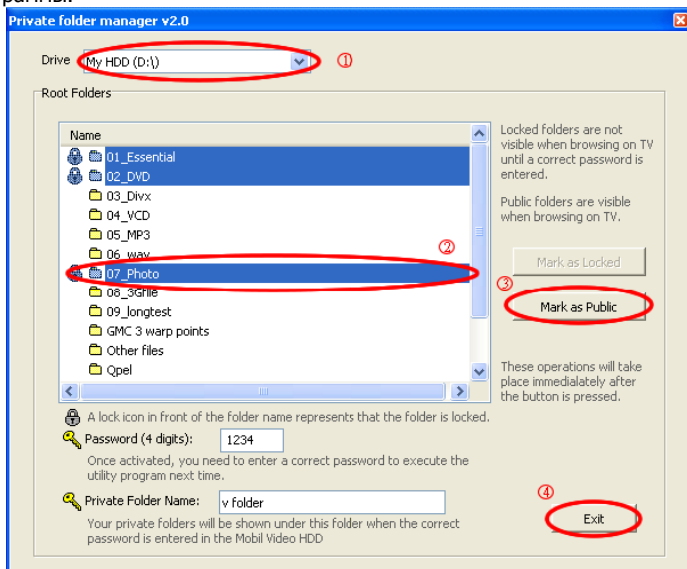 раммы.
Private folder manager v2.0
Drive My HDD (D:\) ①
Root Folders
Name
01_Essential
02_DVD
03_Divx
04_VCD
05_MP3
06_wav
②
07_Photo
08_3Gfile
09_longtest
GMC 3 warp points
Other files
Qpel
Locked folders are not
visible when browsing on TV
until a correct password is
entered.
Public folders are visible
when browsing on TV.
Mark as Locked
③
Mark as Public
These operations will take
place immedialately after
the button is pressed.
A lock icon in front of the folder name represents that the folder is locked.
Password (4 digits): 1234
Once activated, you need to enter a correct password to execute the
utility program next time.
Private Folder Name: v folder
Your private folders will be shown under this folder when the correct
password is entered in the Mobil Video HDD
④
Exit